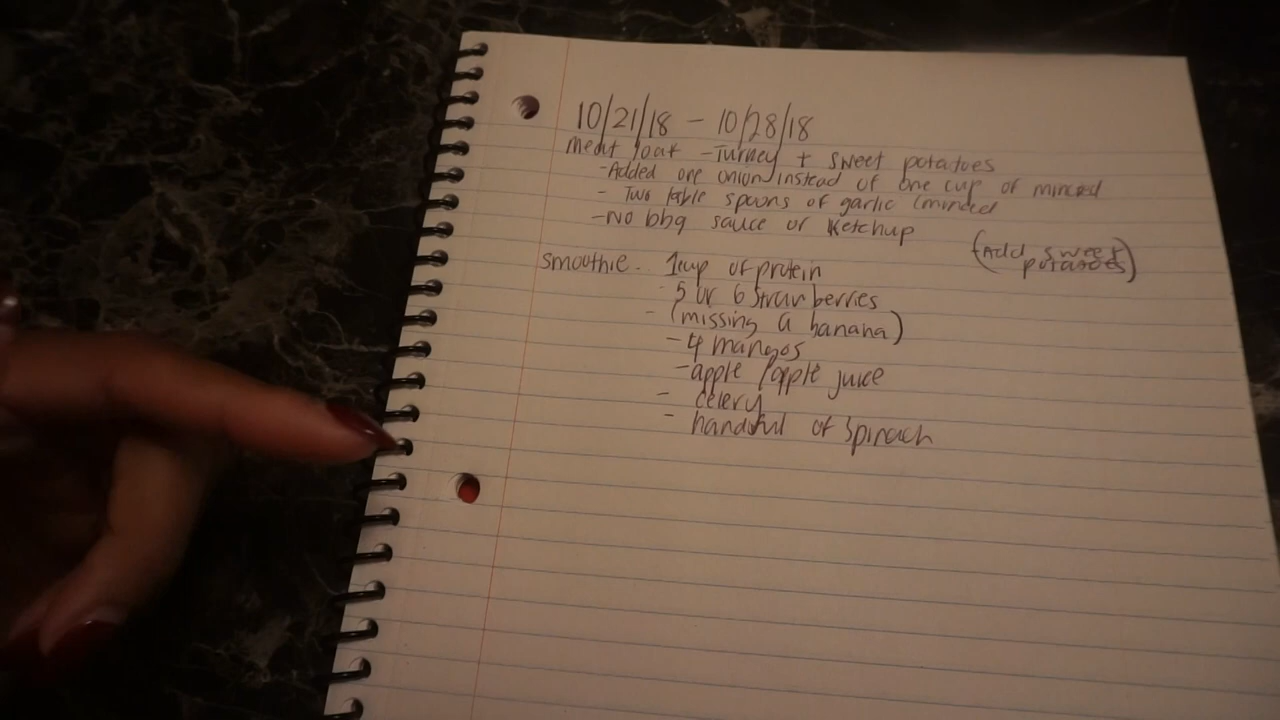 10/21/18 - 10/28/18
meat loaf - Turkey + sweet potatoes
- Added one onion instead of one cup of minced
- Two table spoons of garlic (minced
- No bbq sauce or ketchup
(Add sweet potatoes)
smoothie.. 1cup of protein
- 5 or 6 strawberries
- (missing a banana)
- 4 mangos
- apple / apple juice
- celery
- handful of spinach